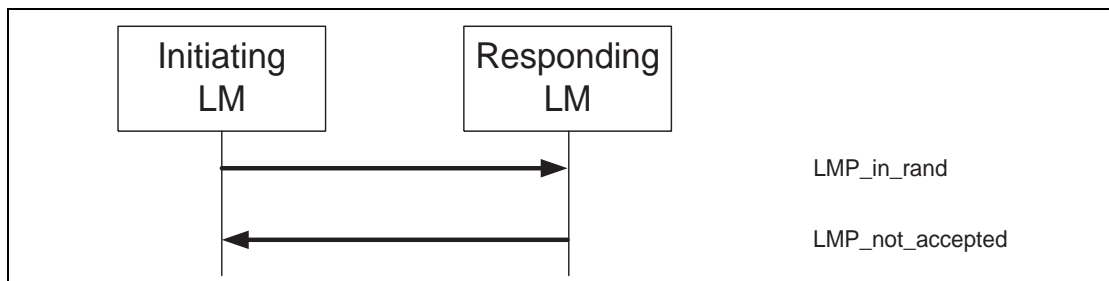 Initiating
LM
Responding
LM
LMP_in_rand
LMP_not_accepted